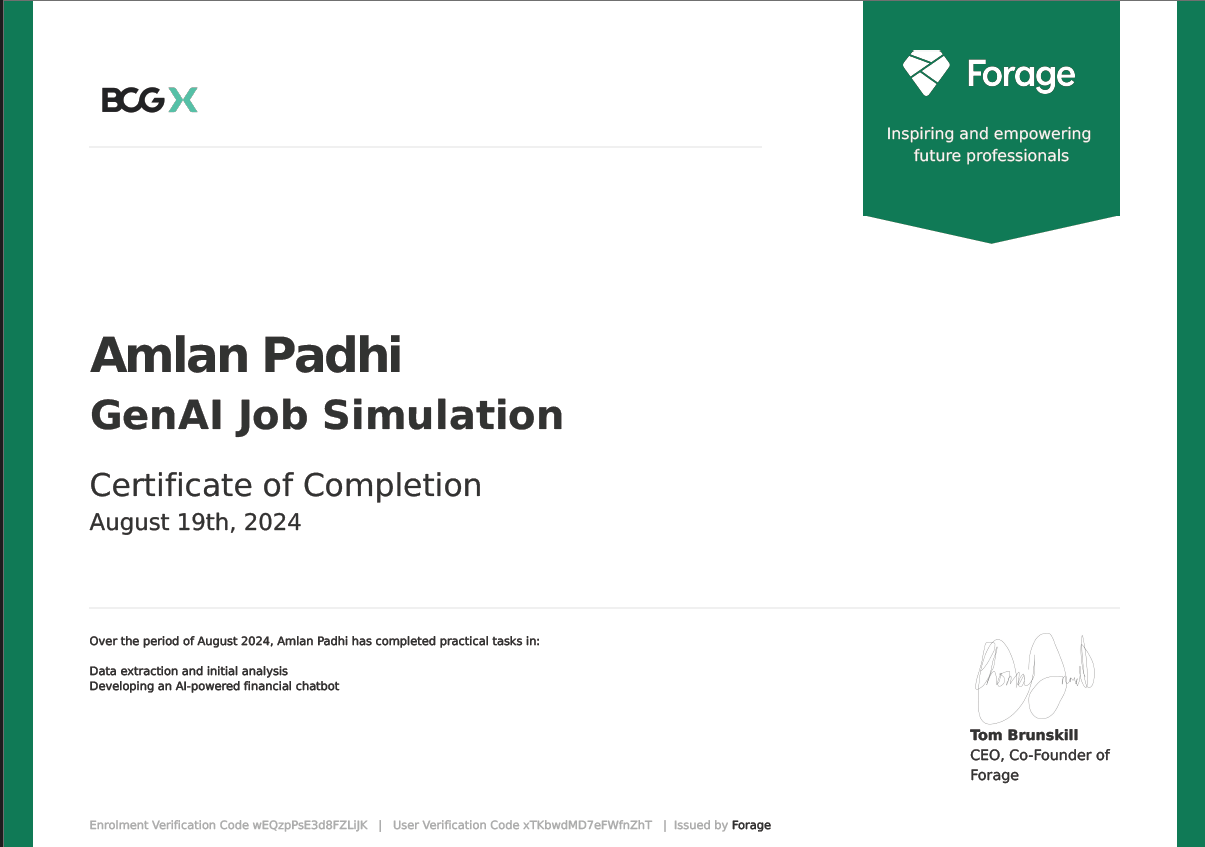 BCG X
Forage
Inspiring and empowering
future professionals
Amlan Padhi
GenAI Job Simulation
Certificate of Completion
August 19th, 2024
Over the period of August 2024, Amlan Padhi has completed practical tasks in:
Data extraction and initial analysis
Developing an AI-powered financial chatbot
Tom Brunskill
CEO, Co-Founder of
Forage
Enrolment Verification Code wEQzpPsE3d8FZLiJK | User Verification Code xTKbwdMD7eFWfnZhT | Issued by Forage